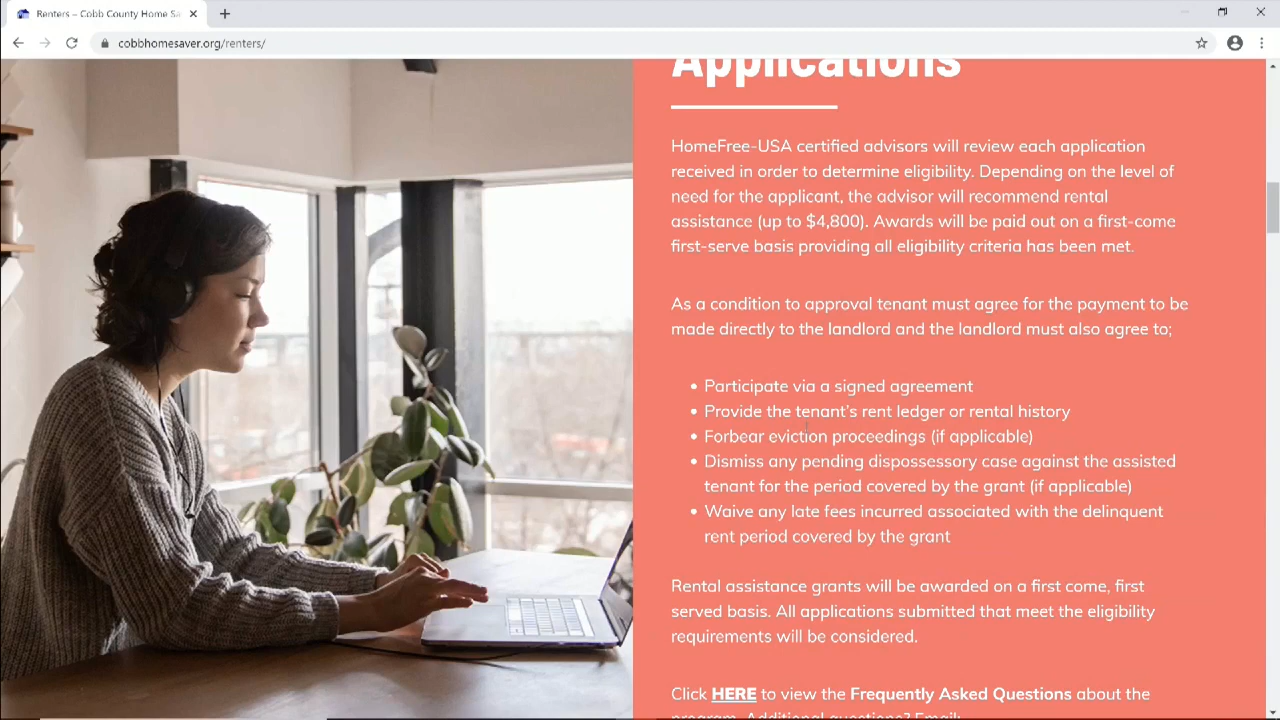 Renters – Cobb County Home Sa
cobbhomesaver.org/renters/
Applications
HomeFree-USA certified advisors will review each application
received in order to determine eligibility. Depending on the level of
need for the applicant, the advisor will recommend rental
assistance (up to $4,800). Awards will be paid out on a first-come
first-serve basis providing all eligibility criteria has been met.
As a condition to approval tenant must agree for the payment to be
made directly to the landlord and the landlord must also agree to;
• Participate via a signed agreement
• Provide the tenant's rent ledger or rental history
• Forbear eviction proceedings (if applicable)
• Dismiss any pending dispossessory case against the assisted
tenant for the period covered by the grant (if applicable)
• Waive any late fees incurred associated with the delinquent
rent period covered by the grant
Rental assistance grants will be awarded on a first come, first
served basis. All applications submitted that meet the eligibility
requirements will be considered.
Click HERE to view the Frequently Asked Questions about the
program. Additional questions? Email: